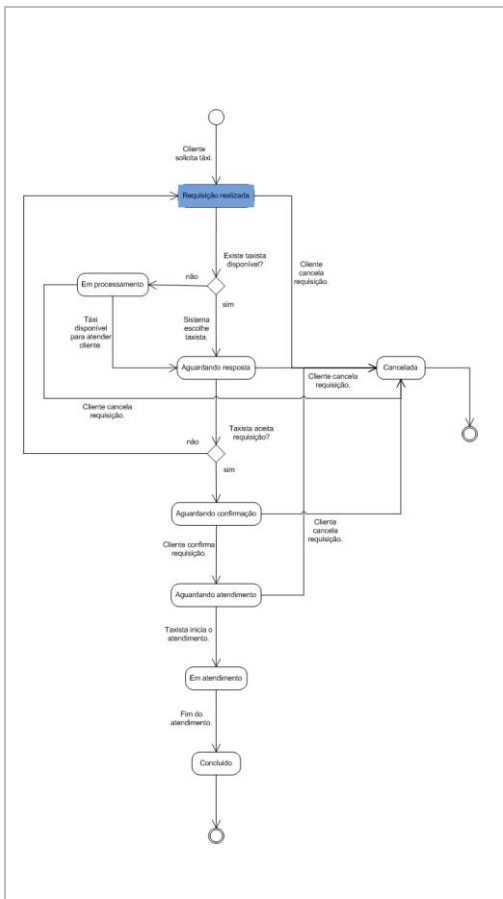 Cliente
solicita táxi.
Requisição realizada
Existe taxista
disponível?
Cliente
cancela
requisição.
não
Em processamento
sim
Táxi
disponível
para atender
cliente.
Sistema
escolhe
taxista.
Aguardando resposta
Cliente cancela
requisição.
Cancelada
Cliente cancela
requisição.
Taxista aceita
requisição?
não
sim
Aguardando confirmação
Cliente
cancela
requisição.
Cliente confirma
requisição.
Aguardando atendimento
Taxista inicia o
atendimento.
Em atendimento
Fim do
atendimento.
Concluído